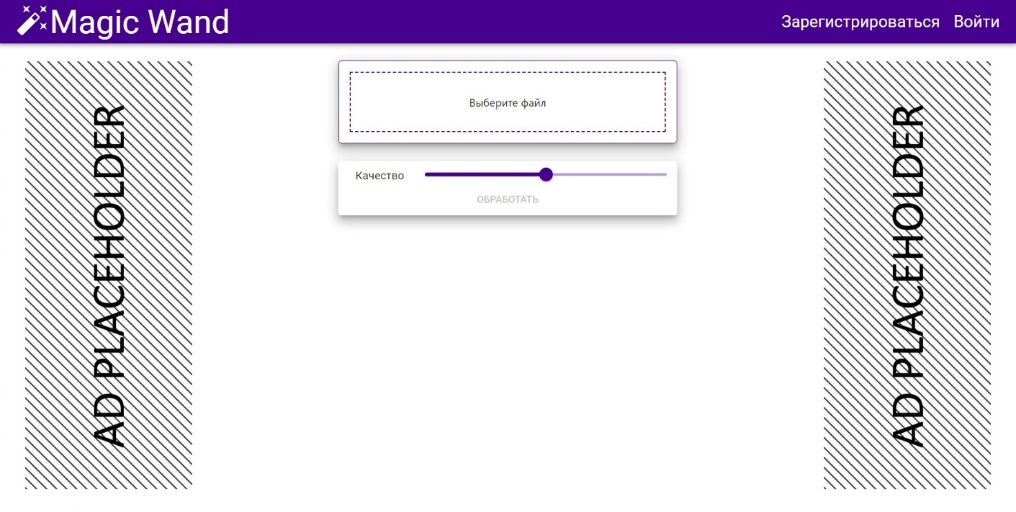 Magic Wand
Зарегистрироваться Войти
AD PLACEHOLDER
Выберите файл
Качество
ОБРАБОТАТЬ
AD PLACEHOLDER